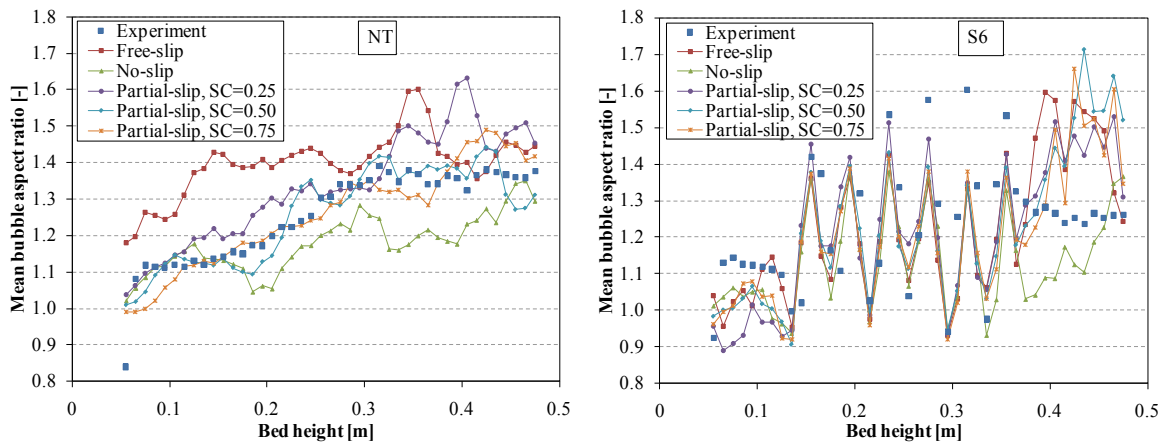 Mean bubble aspect ratio [-]
1.8
1.7
1.6
1.5
1.4
1.3
1.2
1.1
1.0
0.9
0.8
Experiment
Free-slip
No-slip
Partial-slip, SC=0.25
Partial-slip, SC=0.50
Partial-slip, SC=0.75
NT
0 0.1 0.2 0.3 0.4 0.5
Bed height [m]
Mean bubble aspect ratio [-]
1.8
1.7
1.6
1.5
1.4
1.3
1.2
1.1
1.0
0.9
0.8
Experiment
Free-slip
No-slip
Partial-slip, SC=0.25
Partial-slip, SC=0.50
Partial-slip, SC=0.75
S6
0 0.1 0.2 0.3 0.4 0.5
Bed height [m]